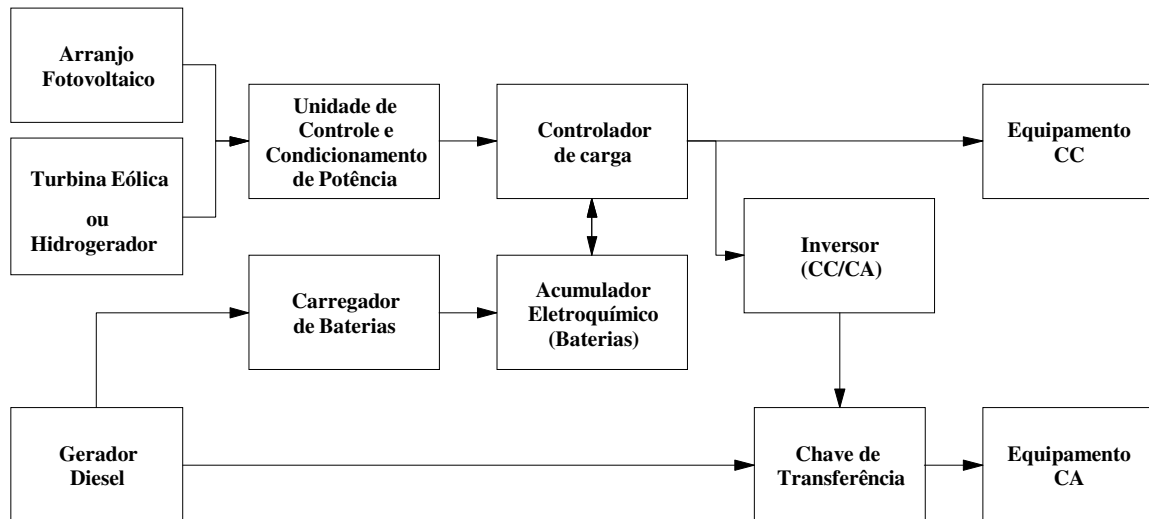 Arranjo
Fotovoltaico
Unidade de
Controle e
Condicionamento
de Potência
Controlador
de carga
Equipamento
CC
Turbina Eólica
ou
Hidrogerador
Inversor
(CC/CA)
Carregador
de Baterias
Acumulador
Eletroquímico
(Baterias)
Gerador
Diesel
Chave de
Transferência
Equipamento
CA